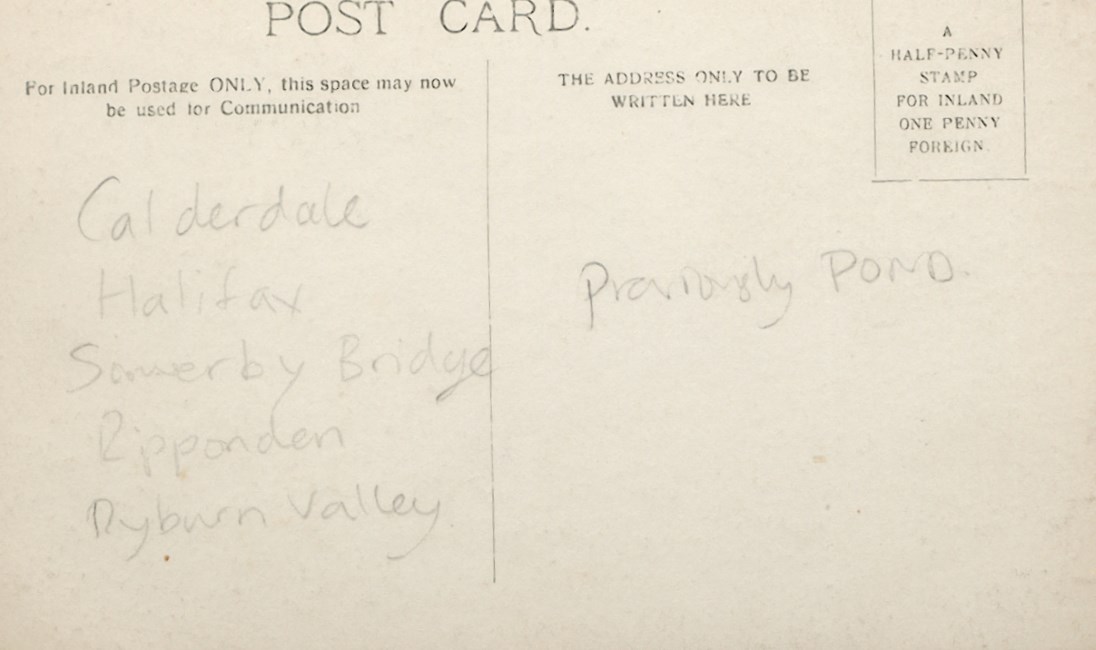 POST CARD.
For Inland Postage ONLY, this space may now
be used for Communication
THE ADDRESS ONLY TO BE
WRITTEN HERE
A
HALF-PENNY
STAMP
FOR INLAND
ONE PENNY
FOREIGN.
Calderdale
Halifax
Sowerby Bridge
Ripponden
Ryburn Valley
Previously POND.